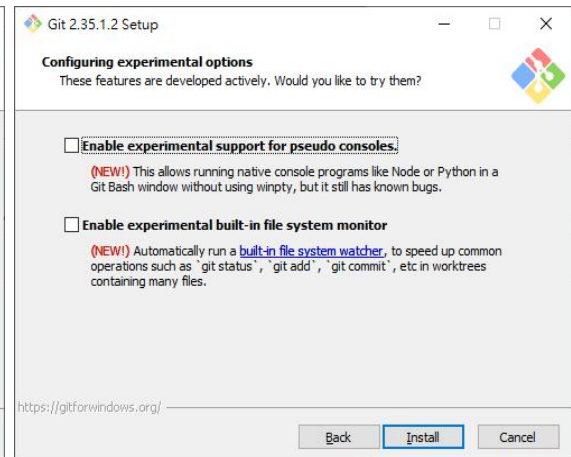 Git 2.35.1.2 Setup
Configuring experimental options
These features are developed actively. Would you like to try them?
Enable experimental support for pseudo consoles.
(NEW!) This allows running native console programs like Node or Python in a
Git Bash window without using winpty, but it still has known bugs.
Enable experimental built-in file system monitor
(NEW!) Automatically run a built-in file system watcher, to speed up common
operations such as `git status`, `git add`, `git commit`, etc in worktrees
containing many files.
https://gitforwindows.org/
Back Install Cancel